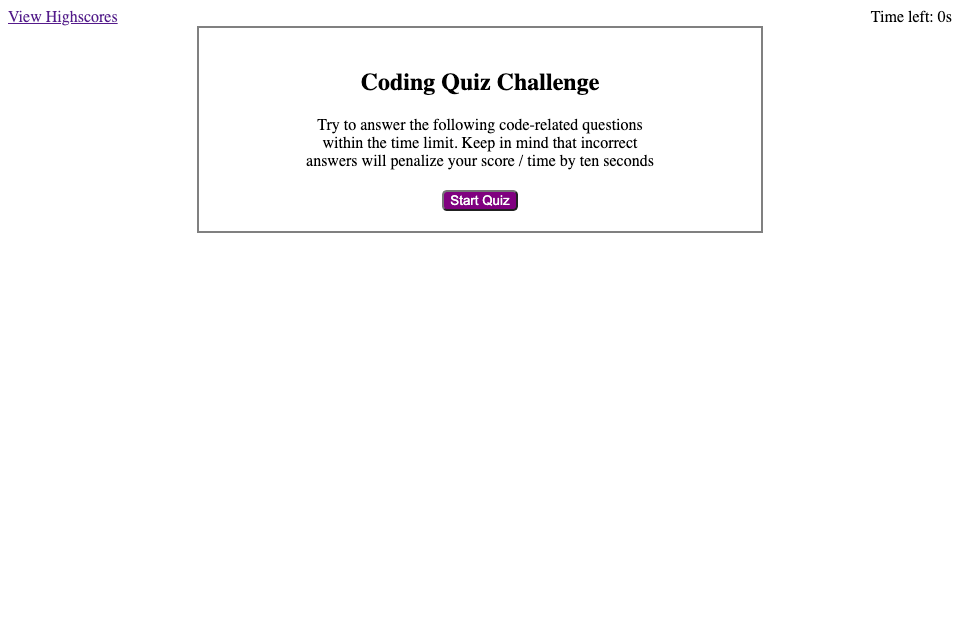 View Highscores
Time left: 0s
Coding Quiz Challenge
Try to answer the following code-related questions
within the time limit. Keep in mind that incorrect
answers will penalize your score / time by ten seconds
Start Quiz